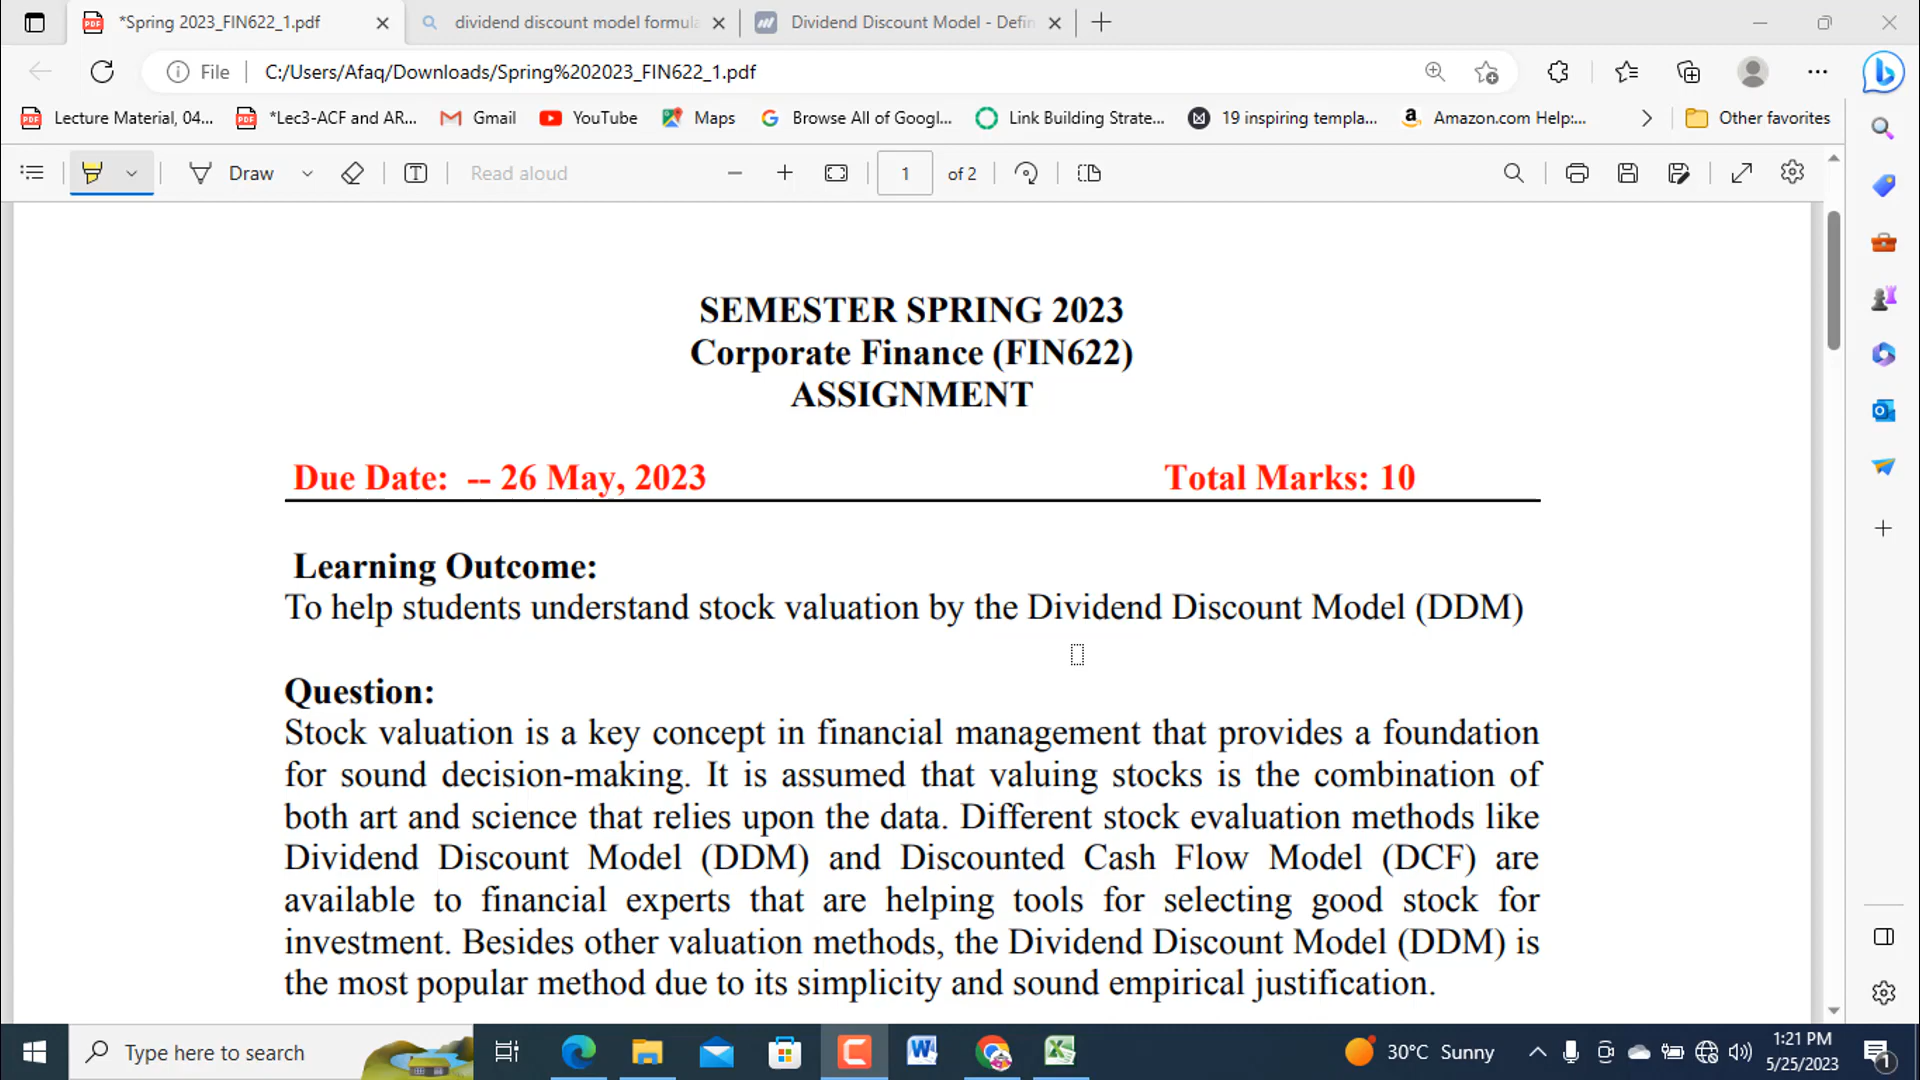 *Spring 2023_FIN622_1.pdf
dividend discount model formula
Dividend Discount Model - Defin
File
C:/Users/Afaq/Downloads/Spring%202023_FIN622_1.pdf
Lecture Material, 04...
*Lec3-ACF and AR...
Gmail
YouTube
Maps
Browse All of Googl...
Link Building Strate...
19 inspiring templa...
Amazon.com Help:...
Other favorites
Draw
Read aloud
1
of 2
SEMESTER SPRING 2023
Corporate Finance (FIN622)
ASSIGNMENT
Due Date: -- 26 May, 2023
Total Marks: 10
Learning Outcome:
To help students understand stock valuation by the Dividend Discount Model (DDM)
Question:
Stock valuation is a key concept in financial management that provides a foundation
for sound decision-making. It is assumed that valuing stocks is the combination of
both art and science that relies upon the data. Different stock evaluation methods like
Dividend Discount Model (DDM) and Discounted Cash Flow Model (DCF) are
available to financial experts that are helping tools for selecting good stock for
investment. Besides other valuation methods, the Dividend Discount Model (DDM) is
the most popular method due to its simplicity and sound empirical justification.
Type here to search
30°C Sunny
1:21 PM
5/25/2023
1